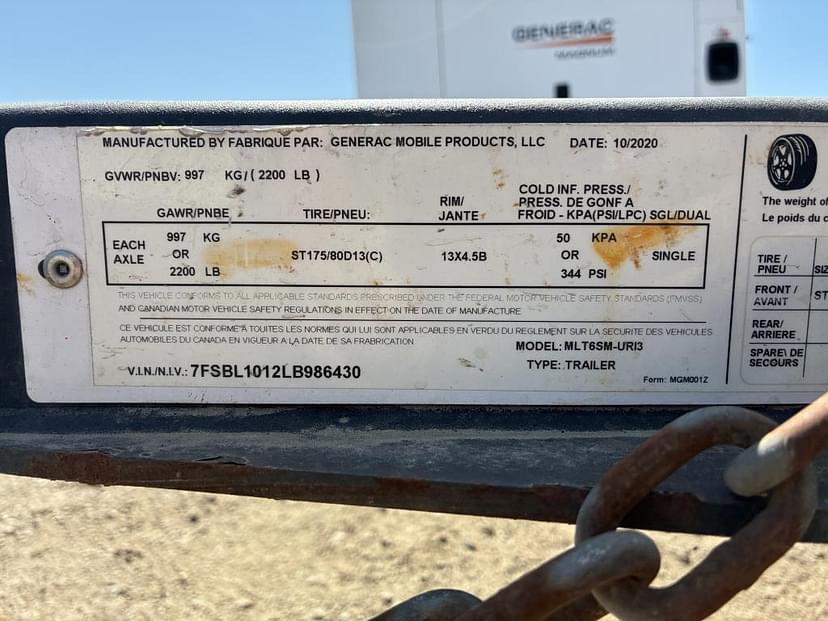 GENERAC
MAGNUM
MANUFACTURED BY FABRIQUE PAR: GENERAC MOBILE PRODUCTS, LLC DATE: 10/2020
GVWR/PNBV: 997 KG/( 2200 LB )
GAWR/PNBE TIRE/PNEU: RIM/ JANTE COLD INF. PRESS./ PRESS. DE GONF A FROID - KPA(PSI/LPC) SGL/DUAL
EACH AXLE 997 KG OR 2200 LB ST175/80D13(C) 13X4.5B 50 KPA OR 344 PSI SINGLE
THIS VEHICLE CONFORMS TO ALL APPLICABLE STANDARDS PRESCRIBED UNDER THE FEDERAL MOTOR VEHICLE SAFETY STANDARDS (FMVSS)
AND CANADIAN MOTOR VEHICLE SAFETY REGULATIONS IN EFFECT ON THE DATE OF MANUFACTURE
CE VEHICULE EST CONFORME A TOUITES LES NORMES QUI LUI SONT APPLICABLES EN VERDU DU REGLEMENT SUR LA SECURITE DES VEHICULES
AUTOMOBILES DU CANADA EN VIGUEUR A LA DATE DE SA FRABRICATION
MODEL: MLT6SM-URI3
V.I.N./N.I.V.: 7FSBL1012LB986430 TYPE: TRAILER
Form: MGM001Z
The weight of
Le poids du c
TIRE / PNEU SIZ
FRONT / AVANT ST
REAR/ ARRIERE
SPARE\ DE SECOURS